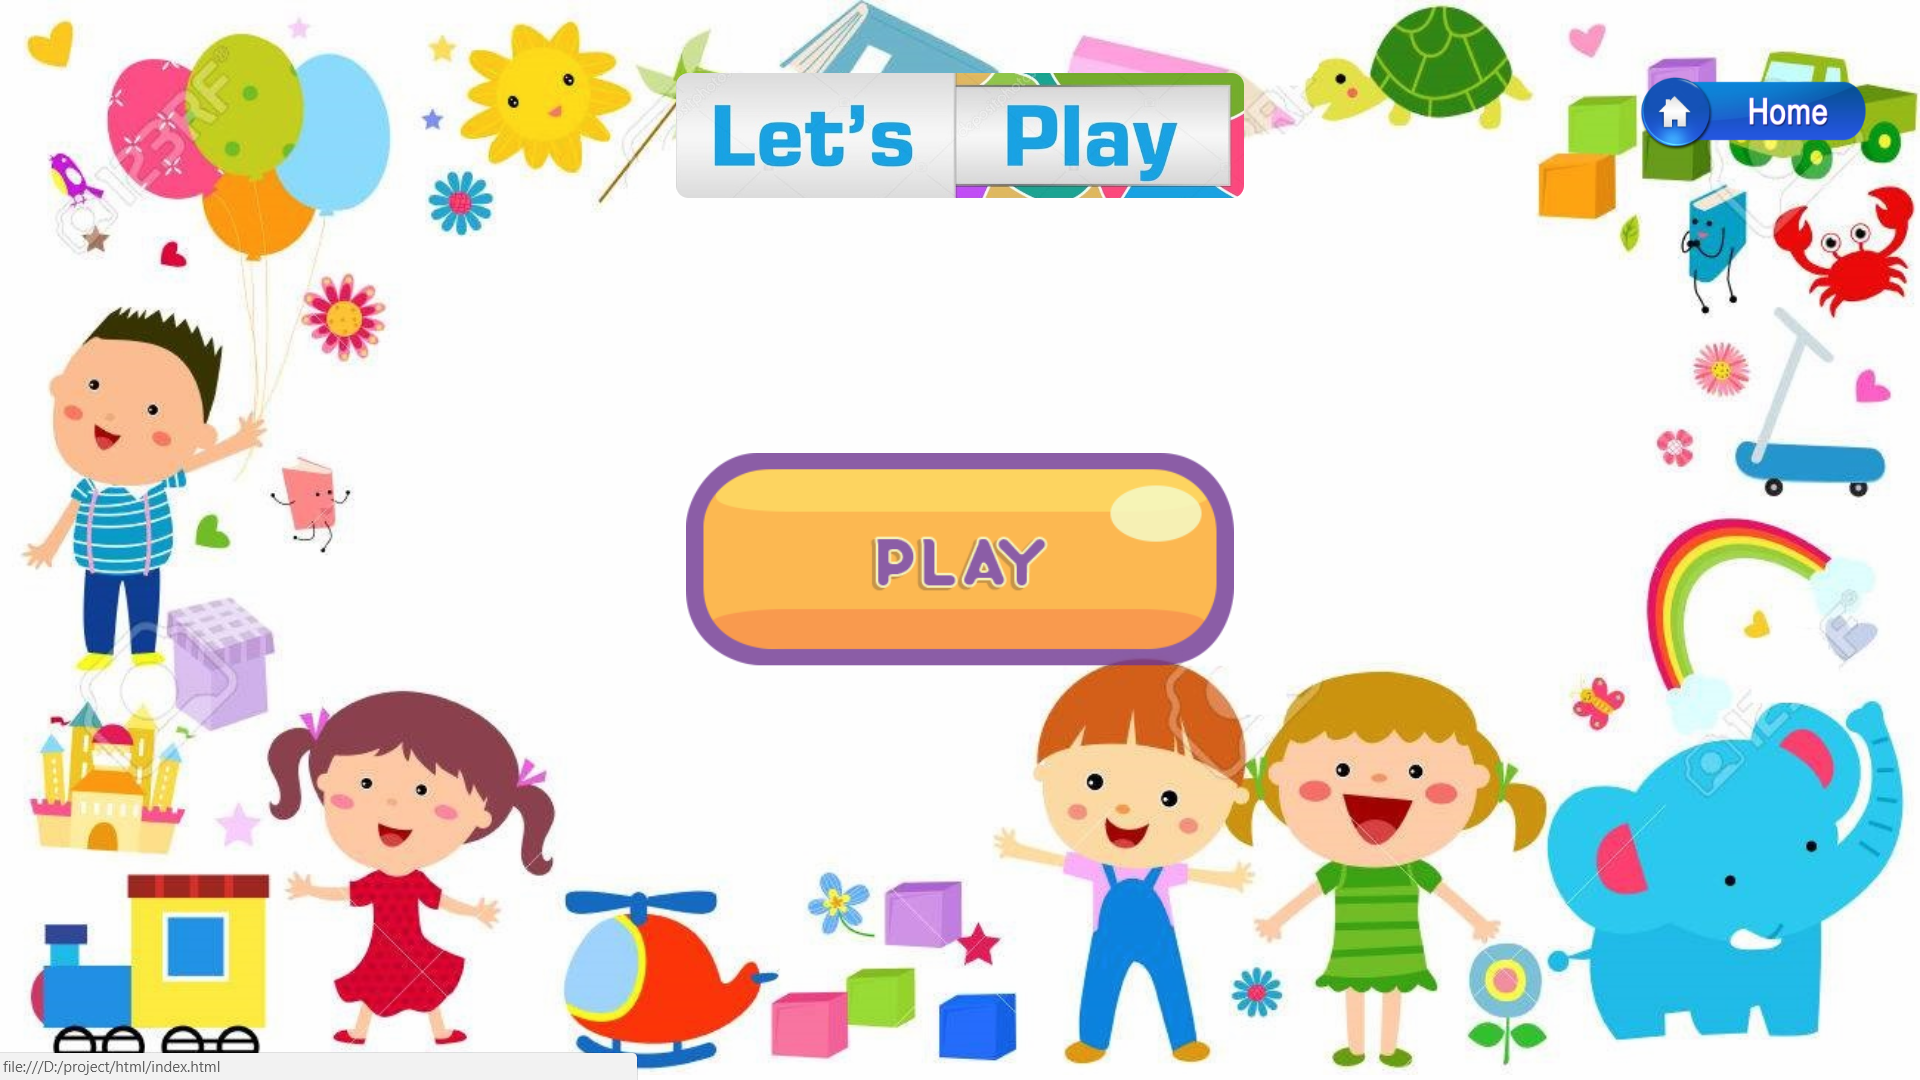 Let's Play
Home
PLAY
file:///D:/project/html/index.html